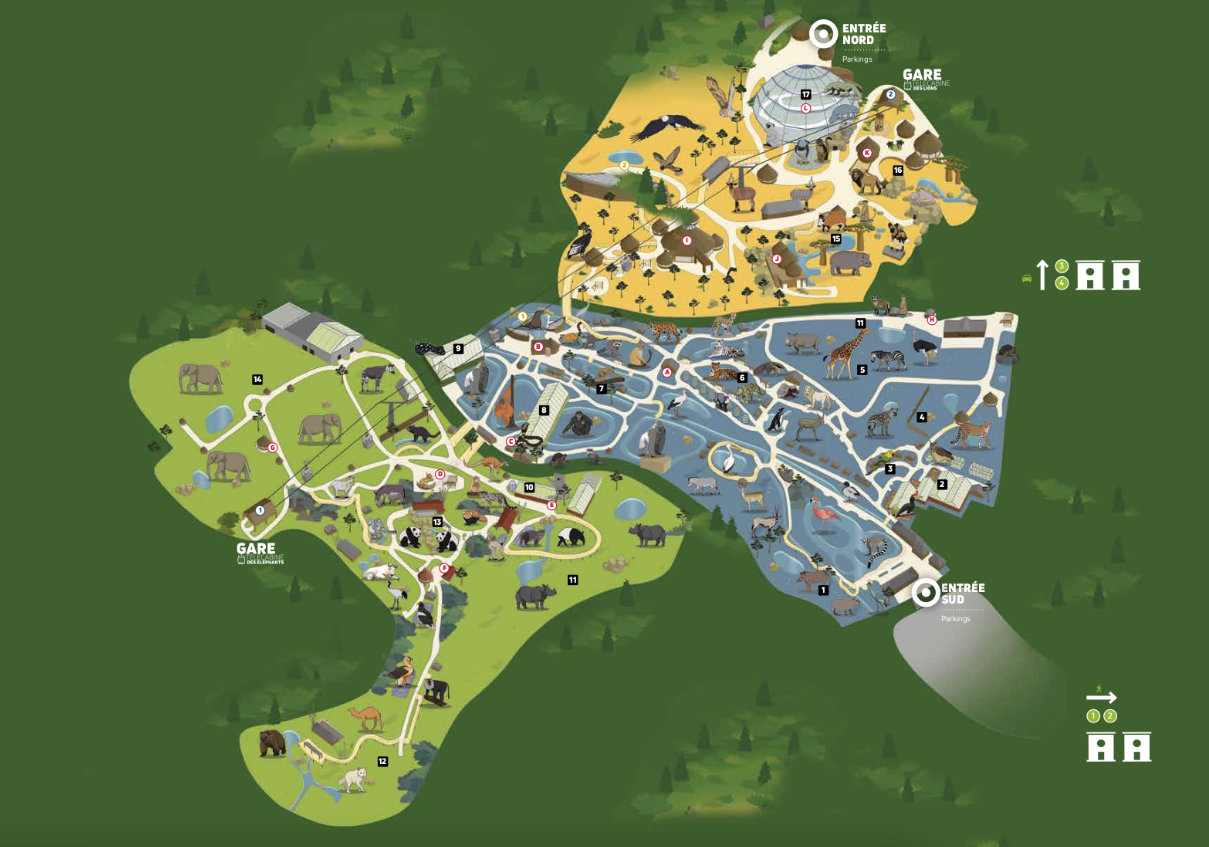 ENTRÉE
NORD
Parkings
GARE
TÉLÉCABINE
DES LIONS
17
L
2
K
16
2
15
I
J
3
4
1
11
H
B
9
A
5
6
7
14
8
4
C
G
3
D
2
10
E
1
13
GARE
TÉLÉCABINE
DES ÉLÉPHANTS
F
11
1
ENTRÉE
SUD
Parkings
1 2
12